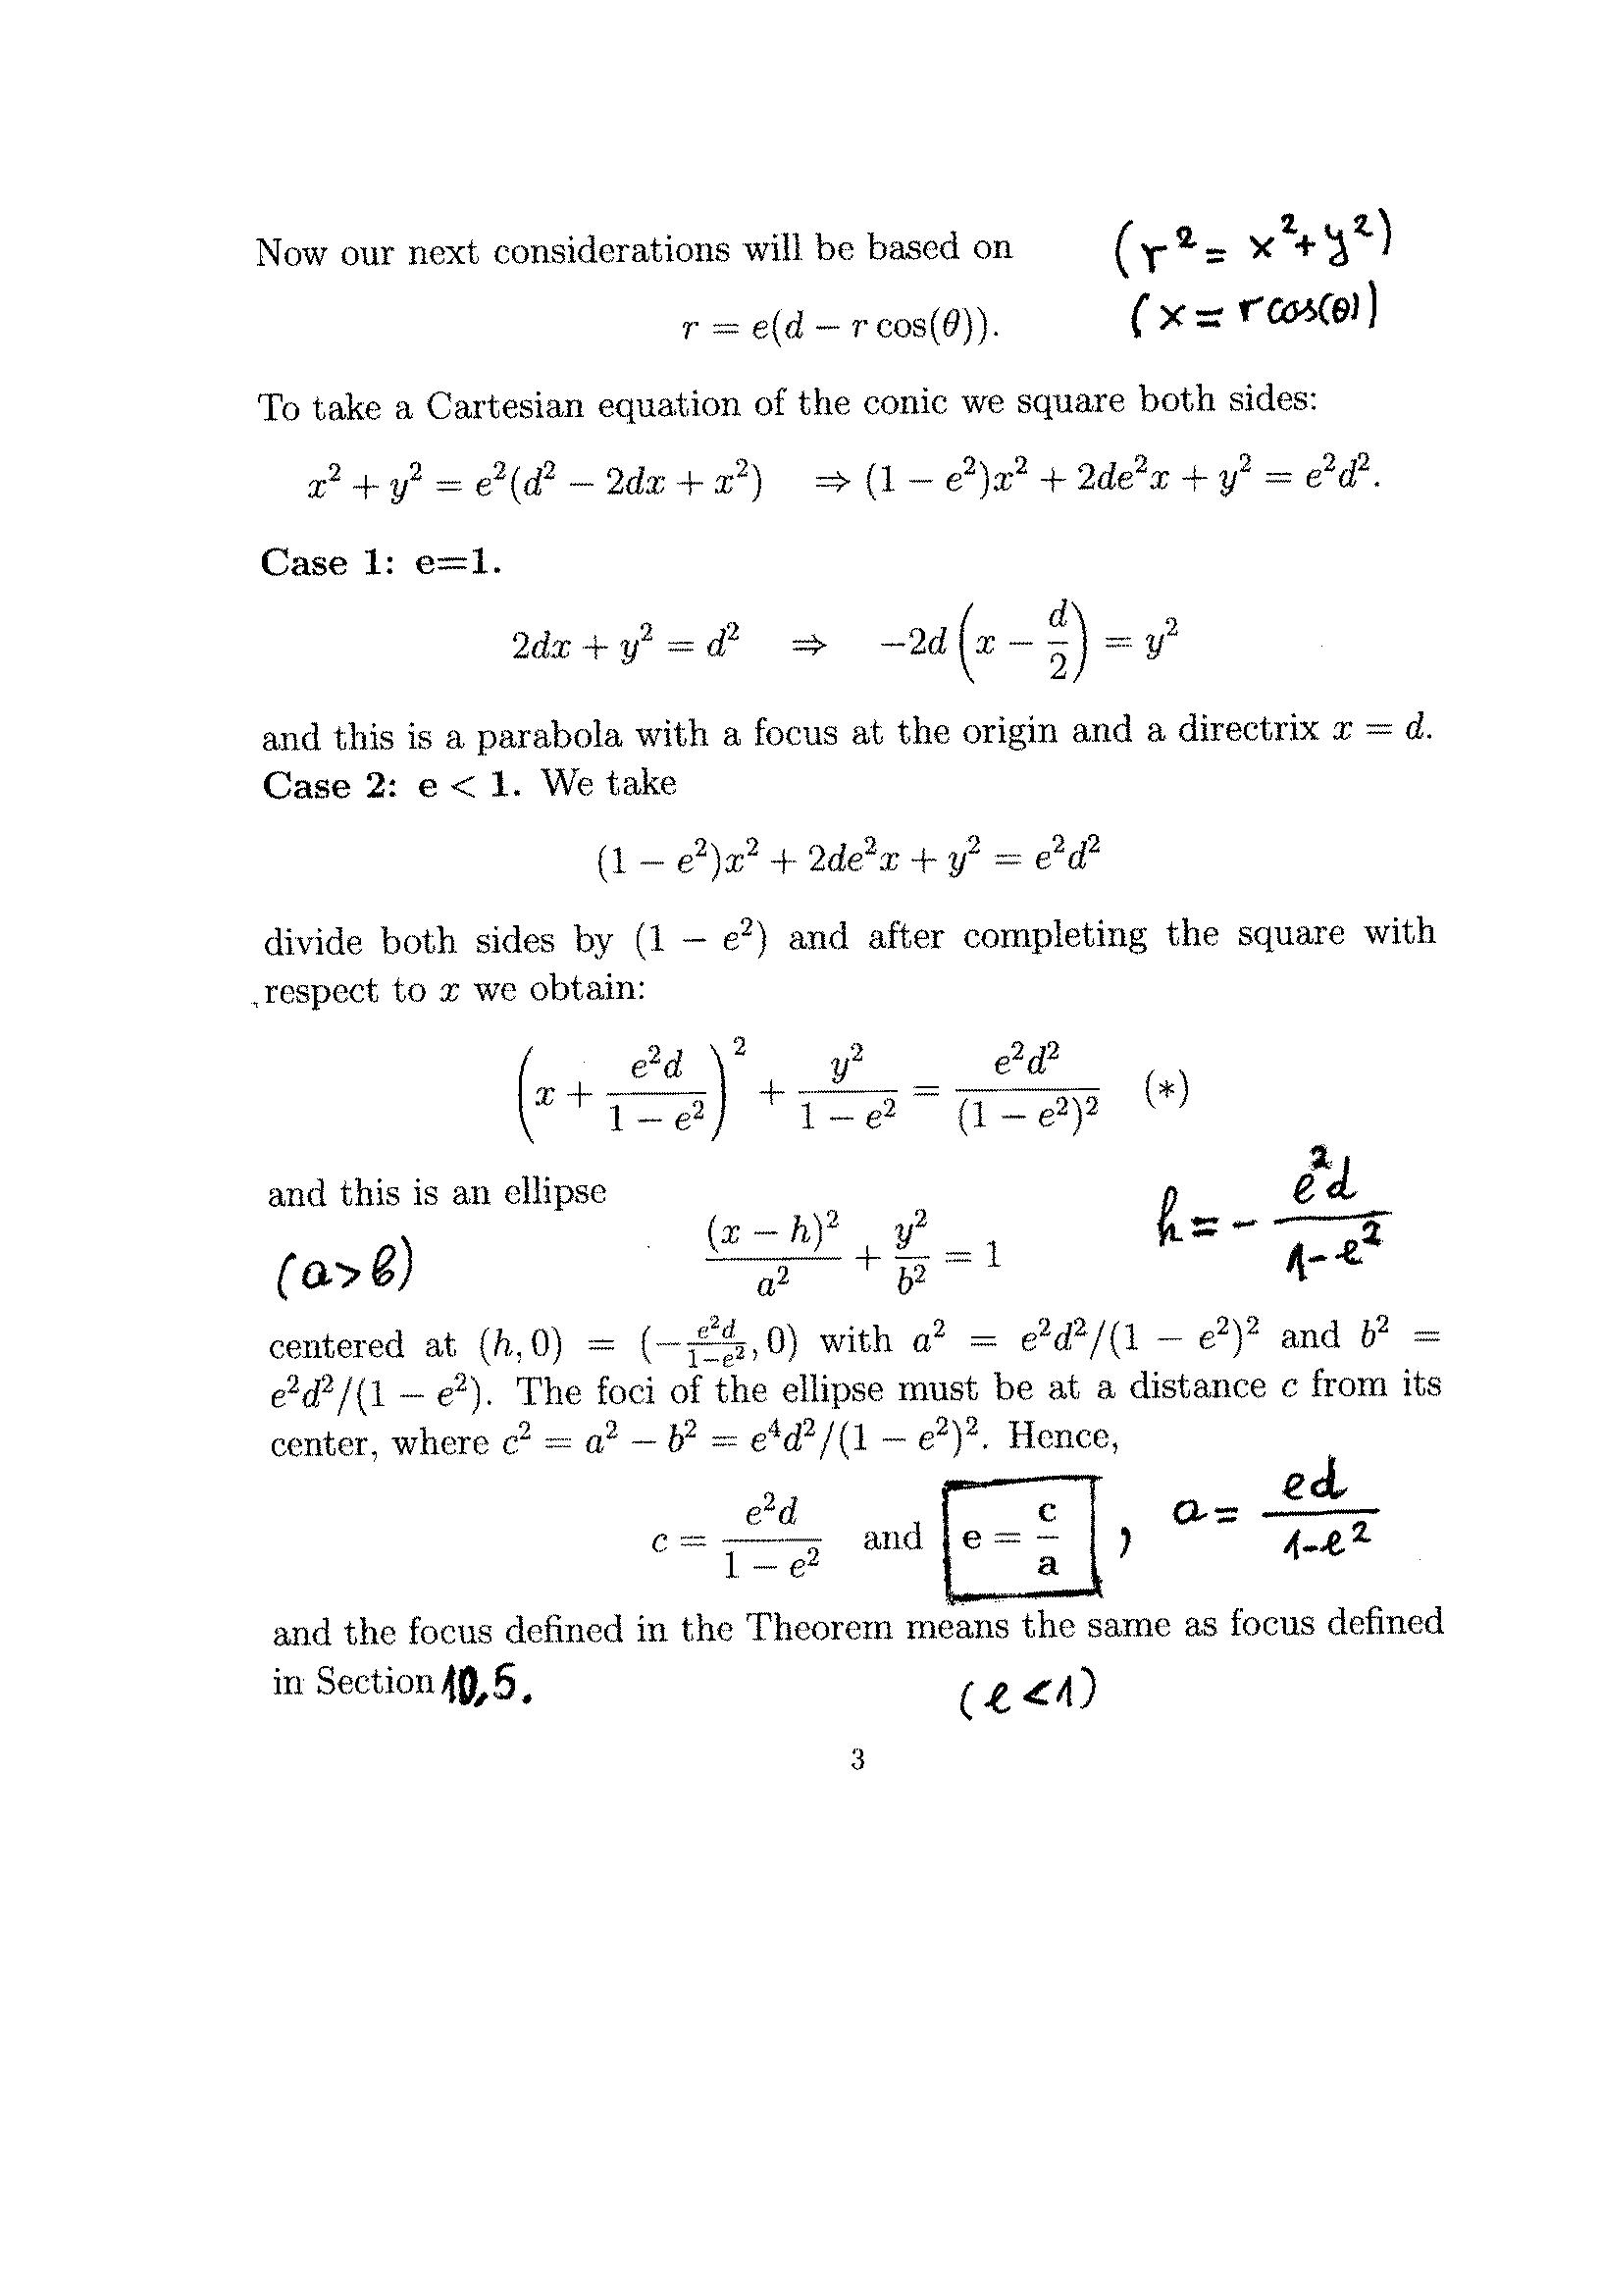 Now our next considerations will be based on (r² = x² + y²)
r = e(d − r cos(θ)). (x = r cos(θ))
To take a Cartesian equation of the conic we square both sides:
x² + y² = e²(d² − 2dx + x²) ⇒ (1 − e²)x² + 2de²x + y² = e²d².
Case 1: e=1.
2dx + y² = d² ⇒ −2d(x − d/2) = y²
and this is a parabola with a focus at the origin and a directrix x = d.
Case 2: e < 1. We take
(1 − e²)x² + 2de²x + y² = e²d²
divide both sides by (1 − e²) and after completing the square with
respect to x we obtain:
(x + e²d/(1 − e²))² + y²/(1 − e²) = e²d²/(1 − e²)² (*)
and this is an ellipse
(a>b) (x − h)²/a² + y²/b² = 1 h = − e²d/(1−e²)
centered at (h, 0) = (−e²d/(1−e²), 0) with a² = e²d²/(1 − e²)² and b² =
e²d²/(1 − e²). The foci of the ellipse must be at a distance c from its
center, where c² = a² − b² = e⁴d²/(1 − e²)². Hence,
c = e²d/(1 − e²) and e = c/a , a = ed/(1−e²)
and the focus defined in the Theorem means the same as focus defined
in Section 10,5. (e<1)
3